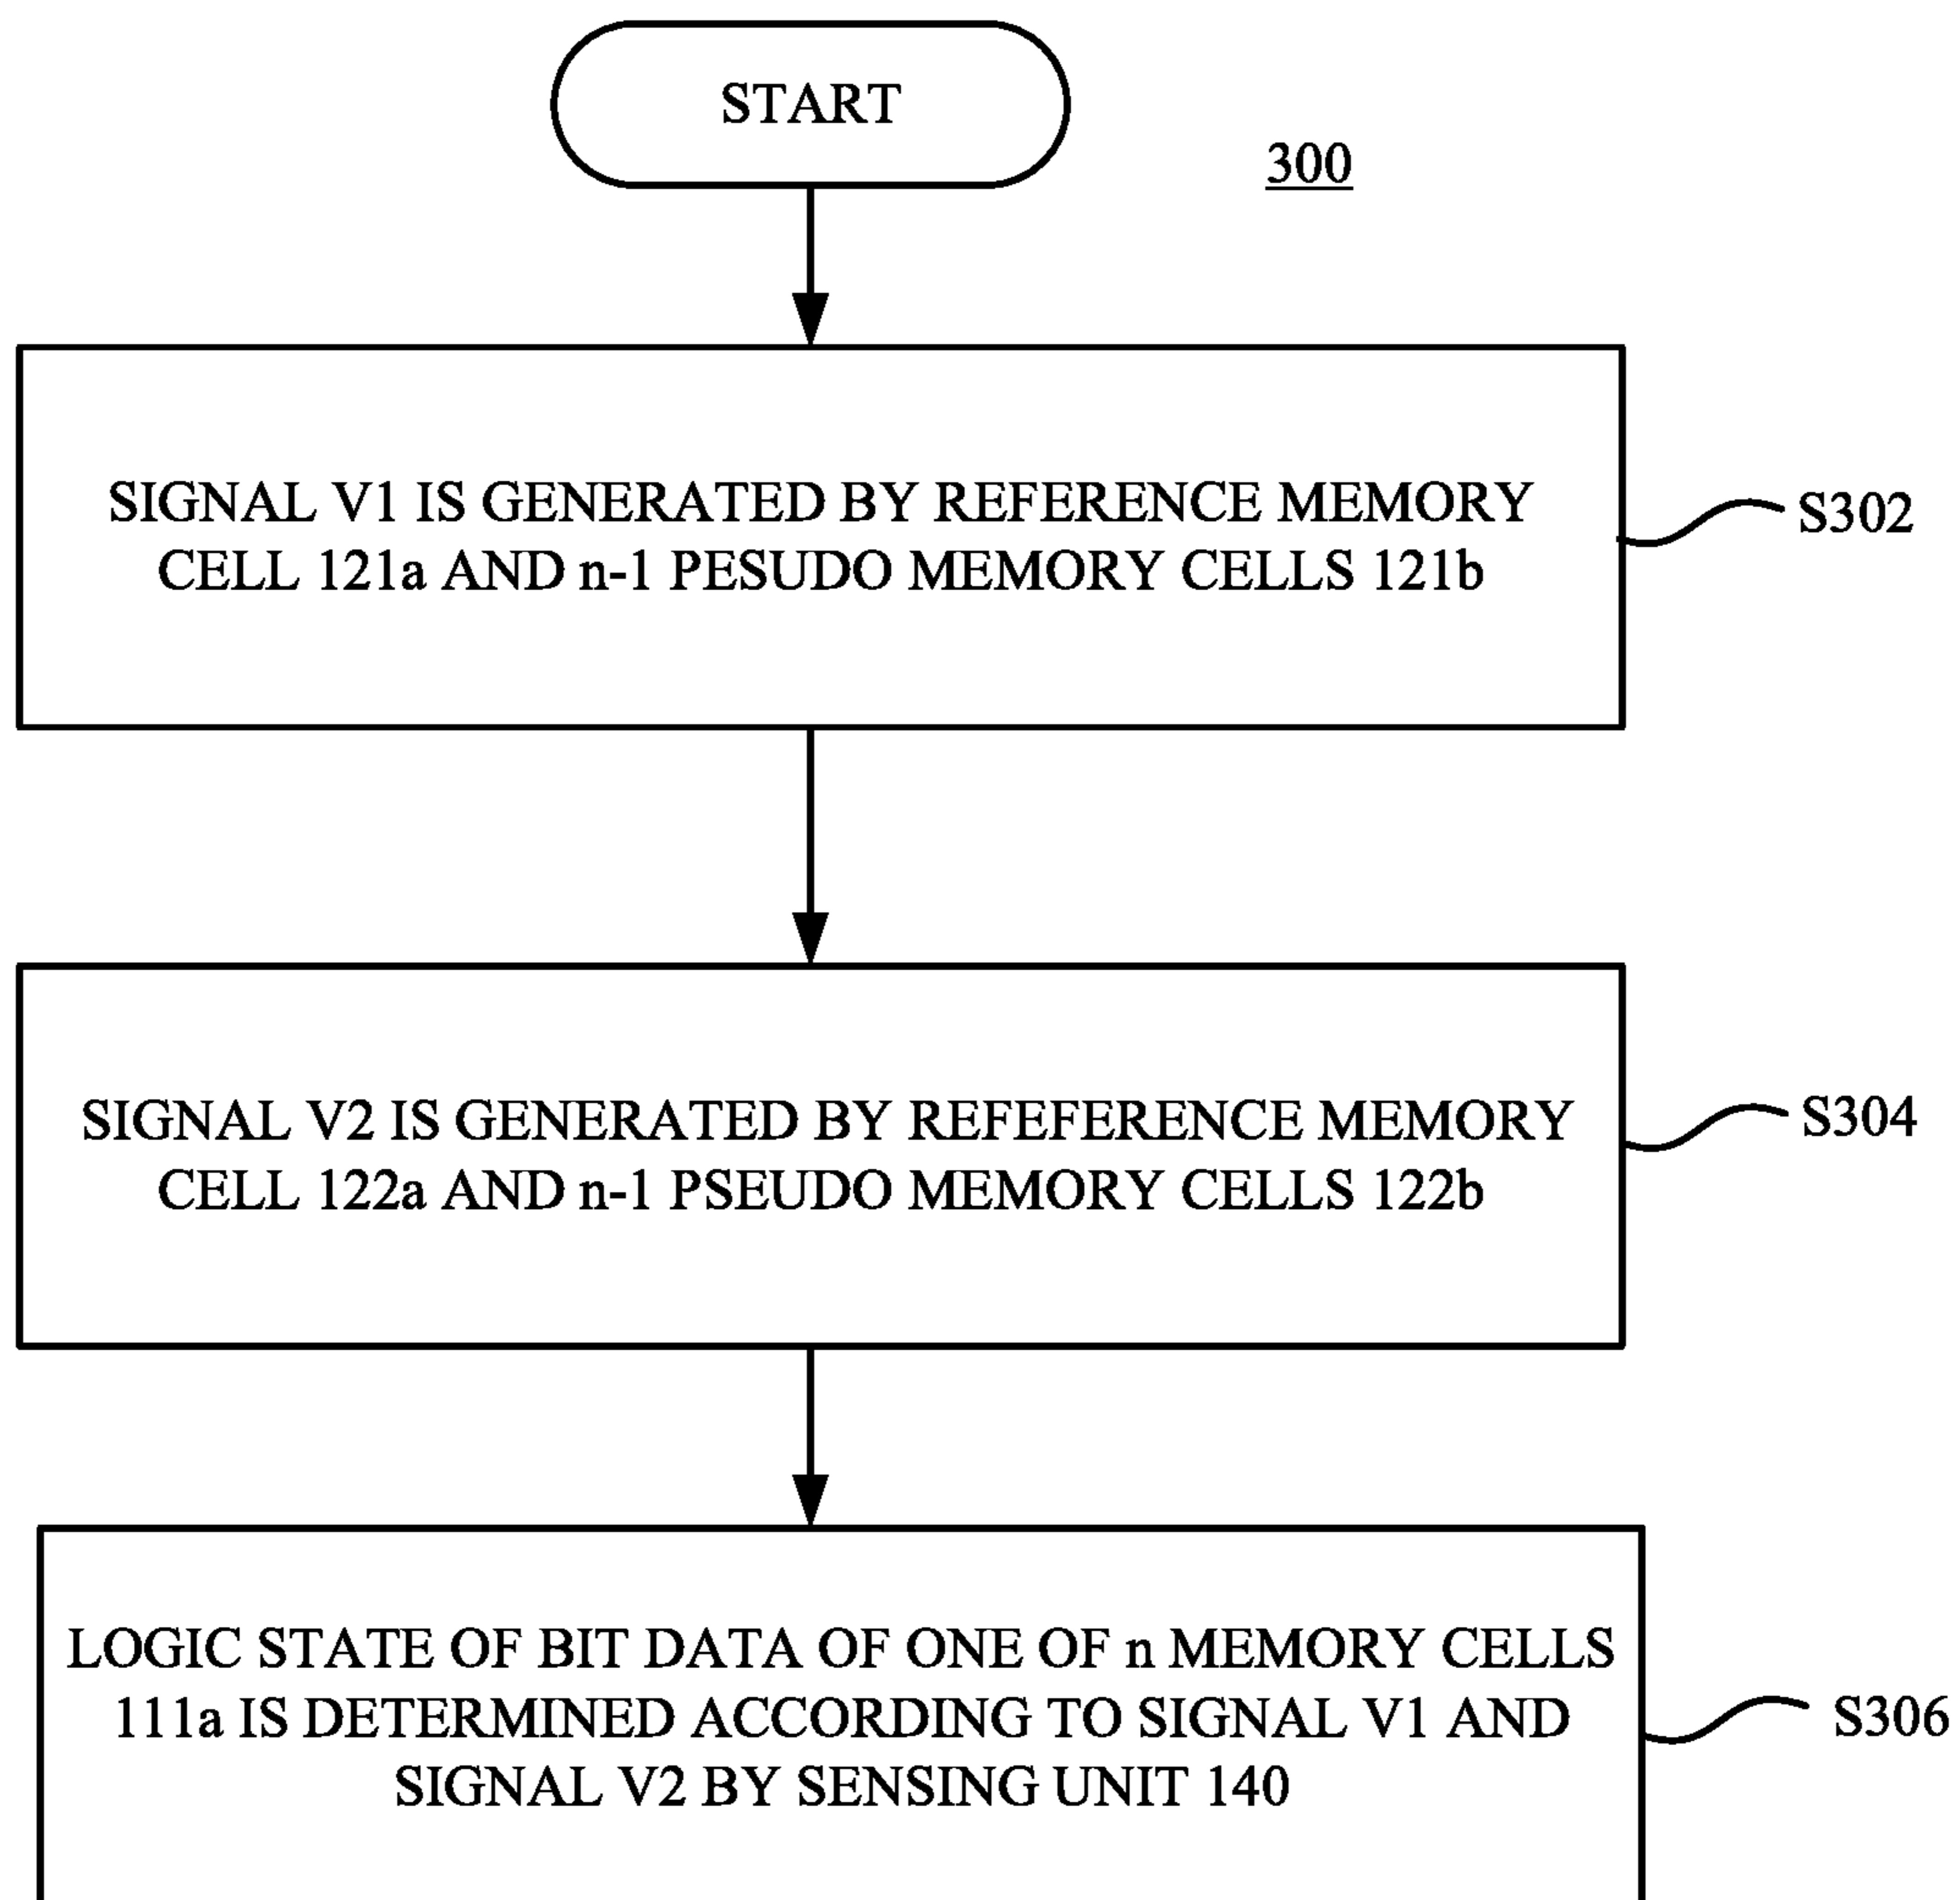 START
300
SIGNAL V1 IS GENERATED BY REFERENCE MEMORY
CELL 121a AND n-1 PESUDO MEMORY CELLS 121b
S302
SIGNAL V2 IS GENERATED BY REFEFERENCE MEMORY
CELL 122a AND n-1 PSEUDO MEMORY CELLS 122b
S304
LOGIC STATE OF BIT DATA OF ONE OF n MEMORY CELLS
111a IS DETERMINED ACCORDING TO SIGNAL V1 AND
SIGNAL V2 BY SENSING UNIT 140
S306